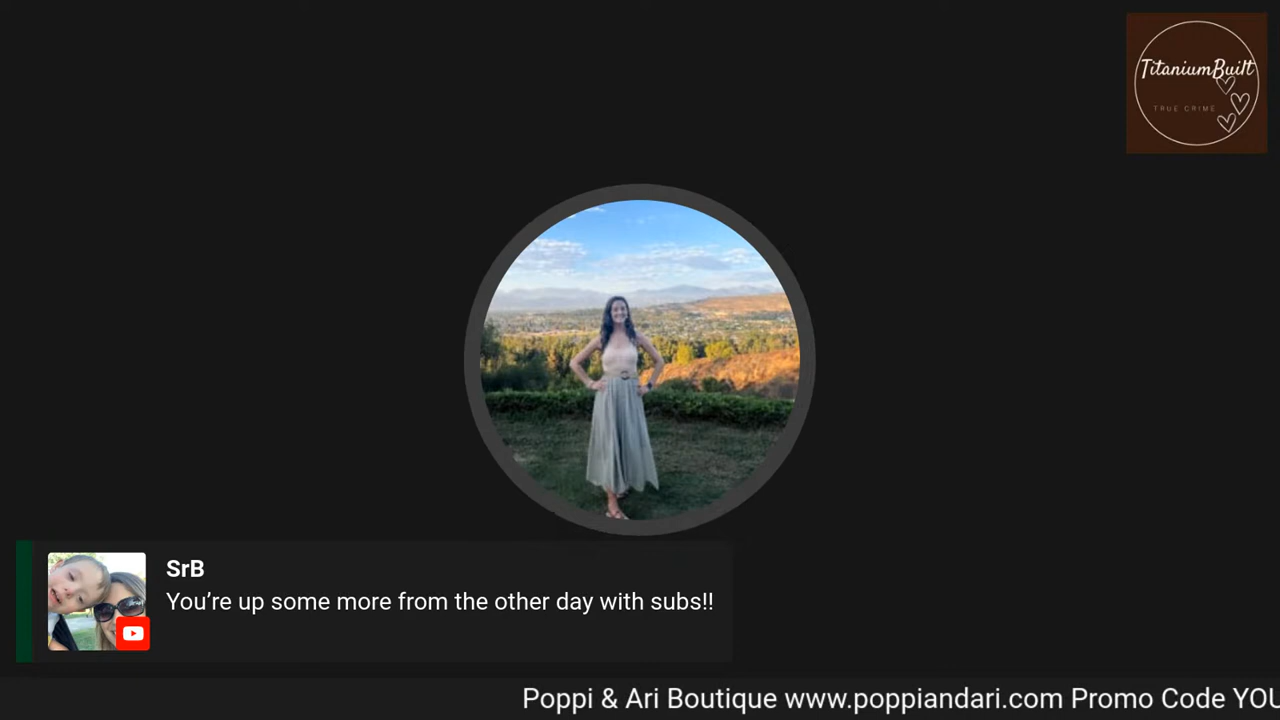 TitaniumBuilt
TRUE CRIME
SrB
You’re up some more from the other day with subs!!
Poppi & Ari Boutique www.poppiandari.com Promo Code YOU